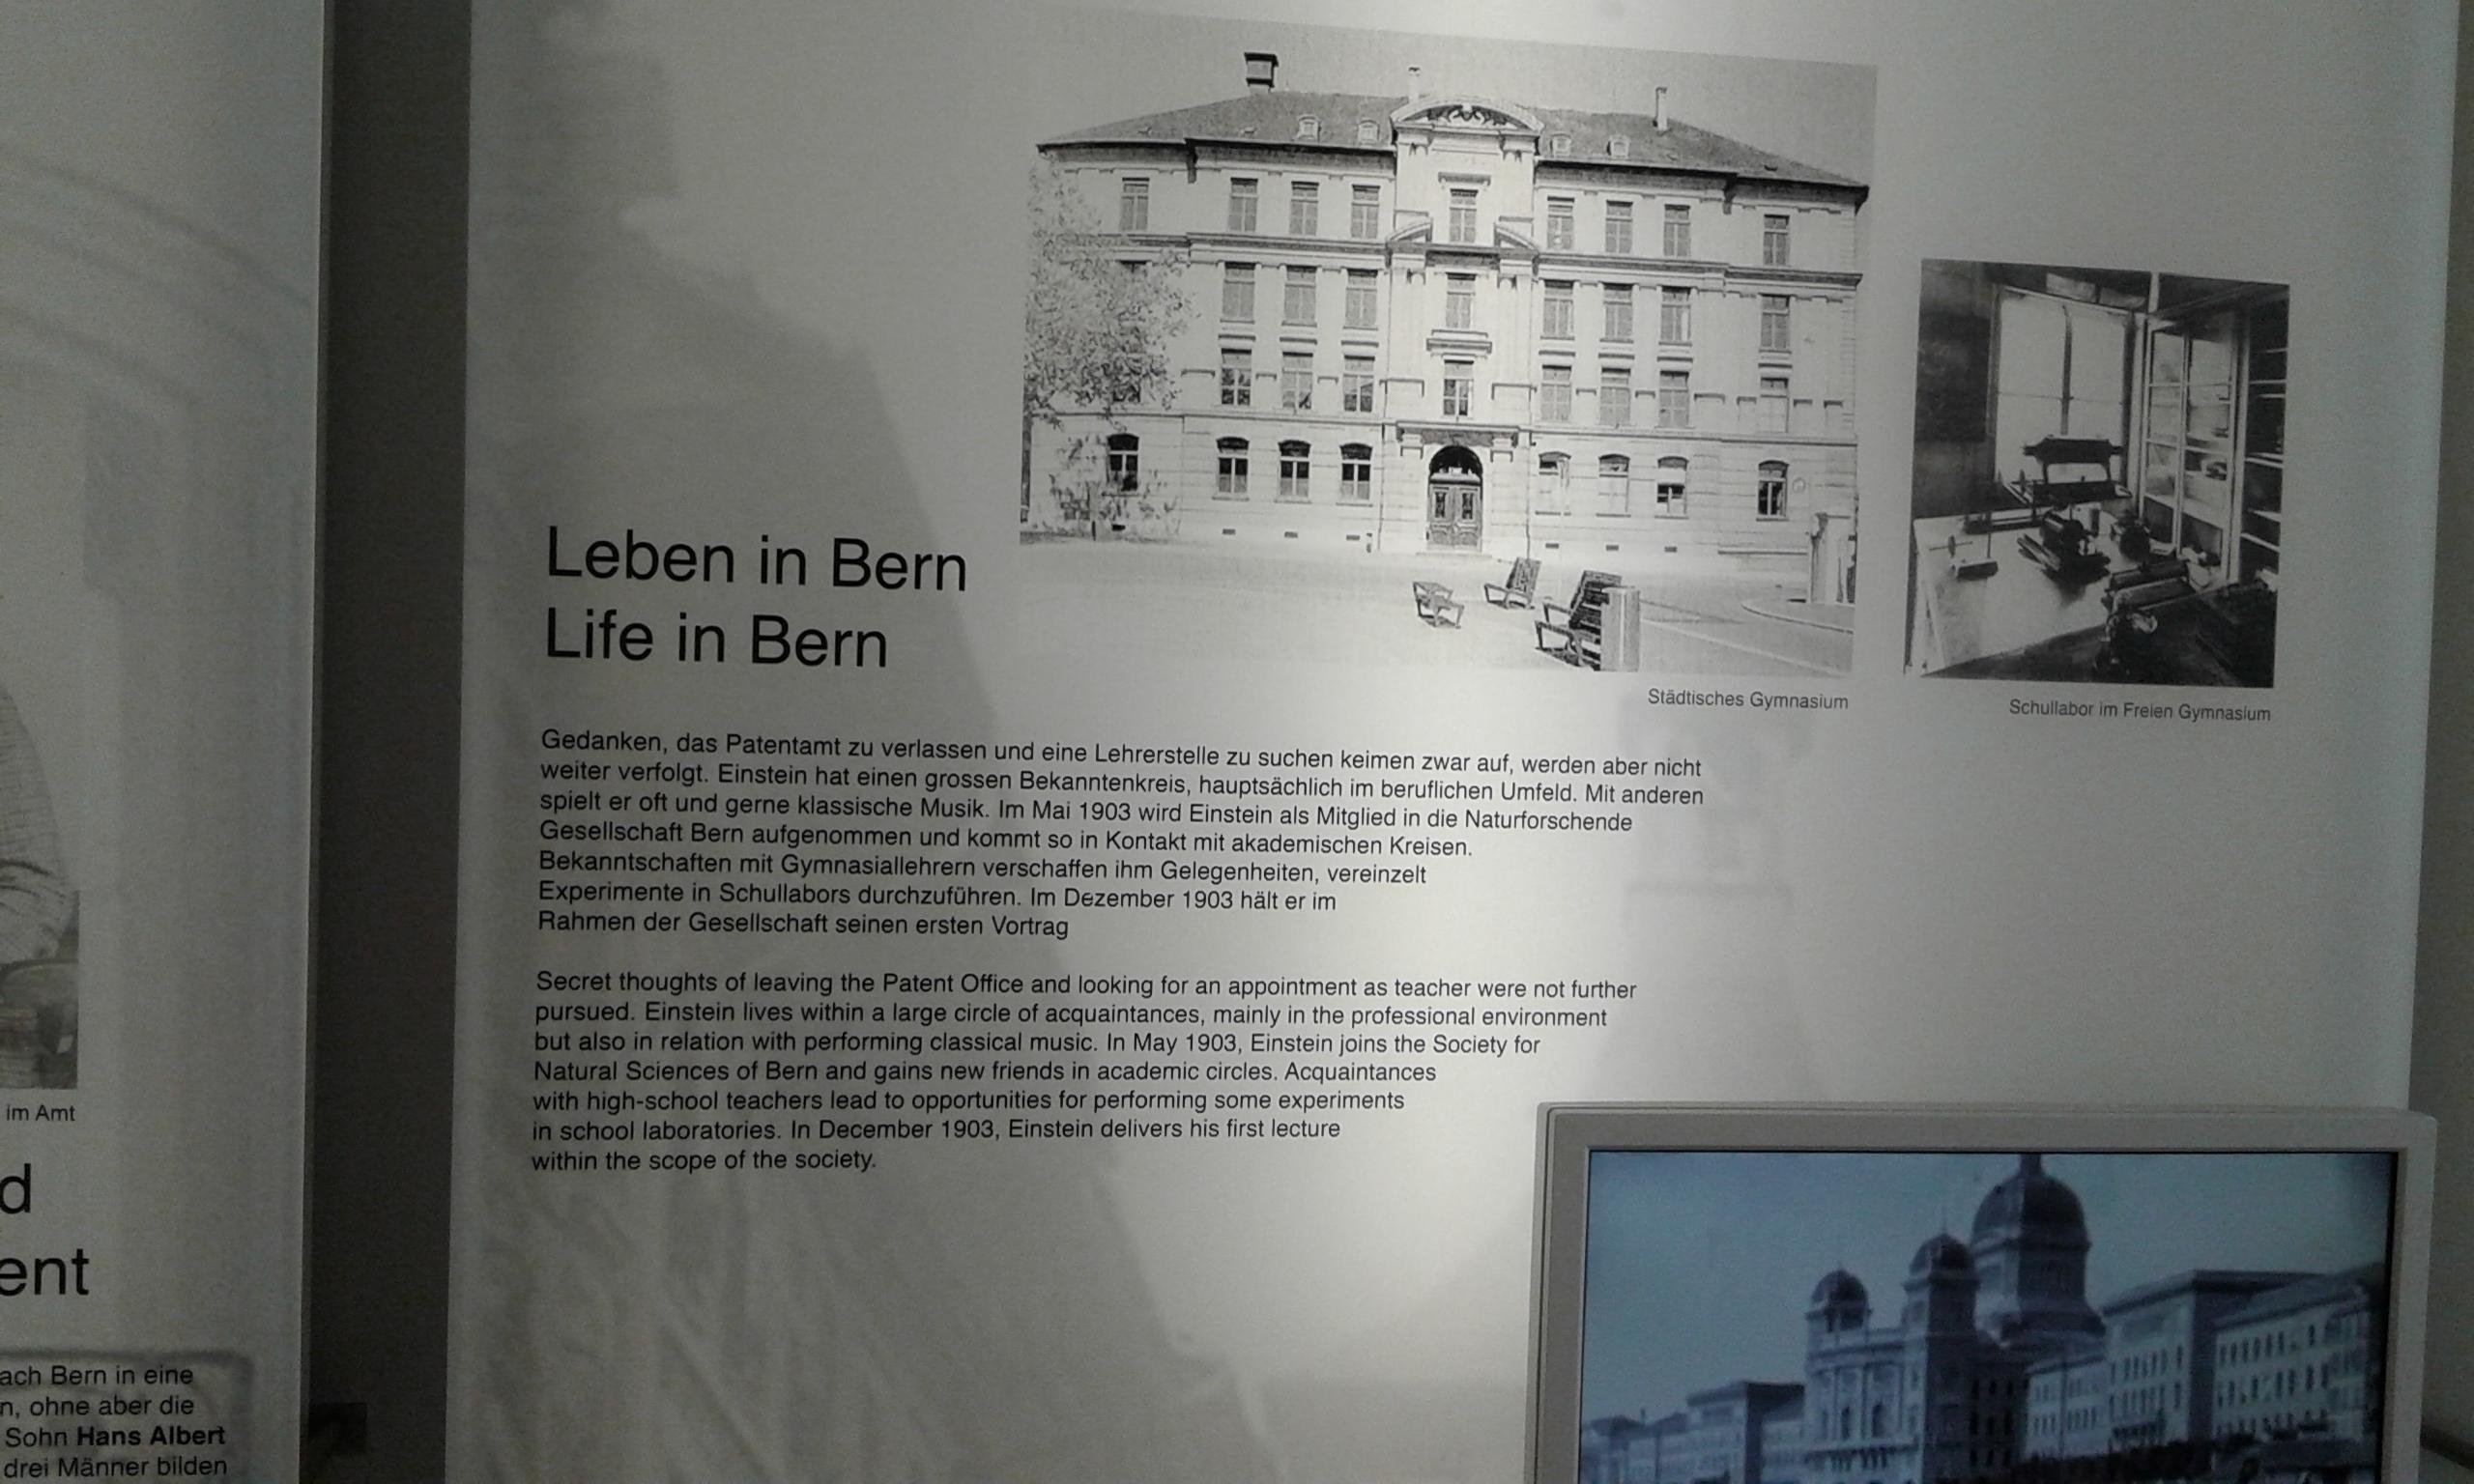 im Amt
d
ent
ach Bern in eine
n, ohne aber die
Sohn Hans Albert
drei Männer bilden
Leben in Bern
Life in Bern
Städtisches Gymnasium
Schullabor im Freien Gymnasium
Gedanken, das Patentamt zu verlassen und eine Lehrerstelle zu suchen keimen zwar auf, werden aber nicht
weiter verfolgt. Einstein hat einen grossen Bekanntenkreis, hauptsächlich im beruflichen Umfeld. Mit anderen
spielt er oft und gerne klassische Musik. Im Mai 1903 wird Einstein als Mitglied in die Naturforschende
Gesellschaft Bern aufgenommen und kommt so in Kontakt mit akademischen Kreisen.
Bekanntschaften mit Gymnasiallehrern verschaffen ihm Gelegenheiten, vereinzelt
Experimente in Schullabors durchzuführen. Im Dezember 1903 hält er im
Rahmen der Gesellschaft seinen ersten Vortrag
Secret thoughts of leaving the Patent Office and looking for an appointment as teacher were not further
pursued. Einstein lives within a large circle of acquaintances, mainly in the professional environment
but also in relation with performing classical music. In May 1903, Einstein joins the Society for
Natural Sciences of Bern and gains new friends in academic circles. Acquaintances
with high-school teachers lead to opportunities for performing some experiments
in school laboratories. In December 1903, Einstein delivers his first lecture
within the scope of the society.